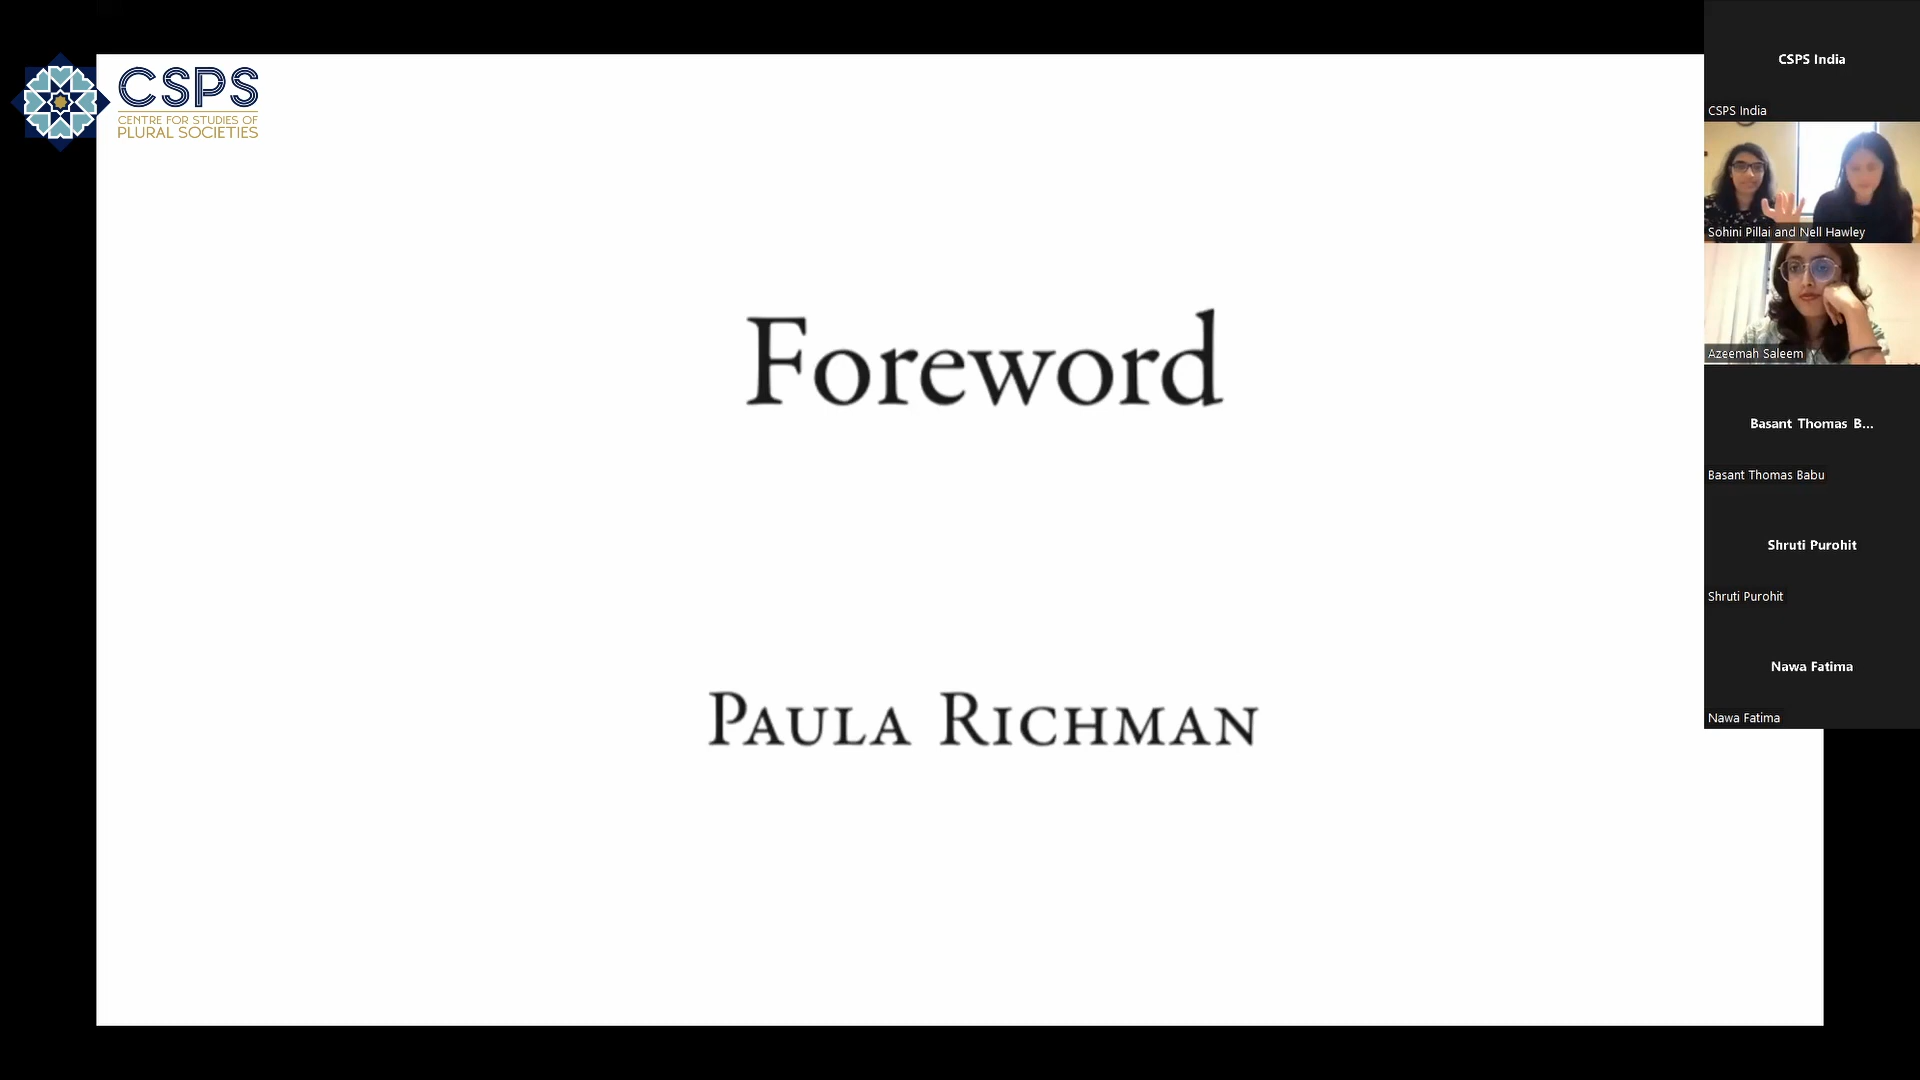 CSPS
CENTRE FOR STUDIES OF
PLURAL SOCIETIES
Foreword
PAULA RICHMAN
CSPS India
CSPS India
Sohini Pillai and Nell Hawley
Azeemah Saleem
Basant Thomas B...
Basant Thomas Babu
Shruti Purohit
Shruti Purohit
Nawa Fatima
Nawa Fatima